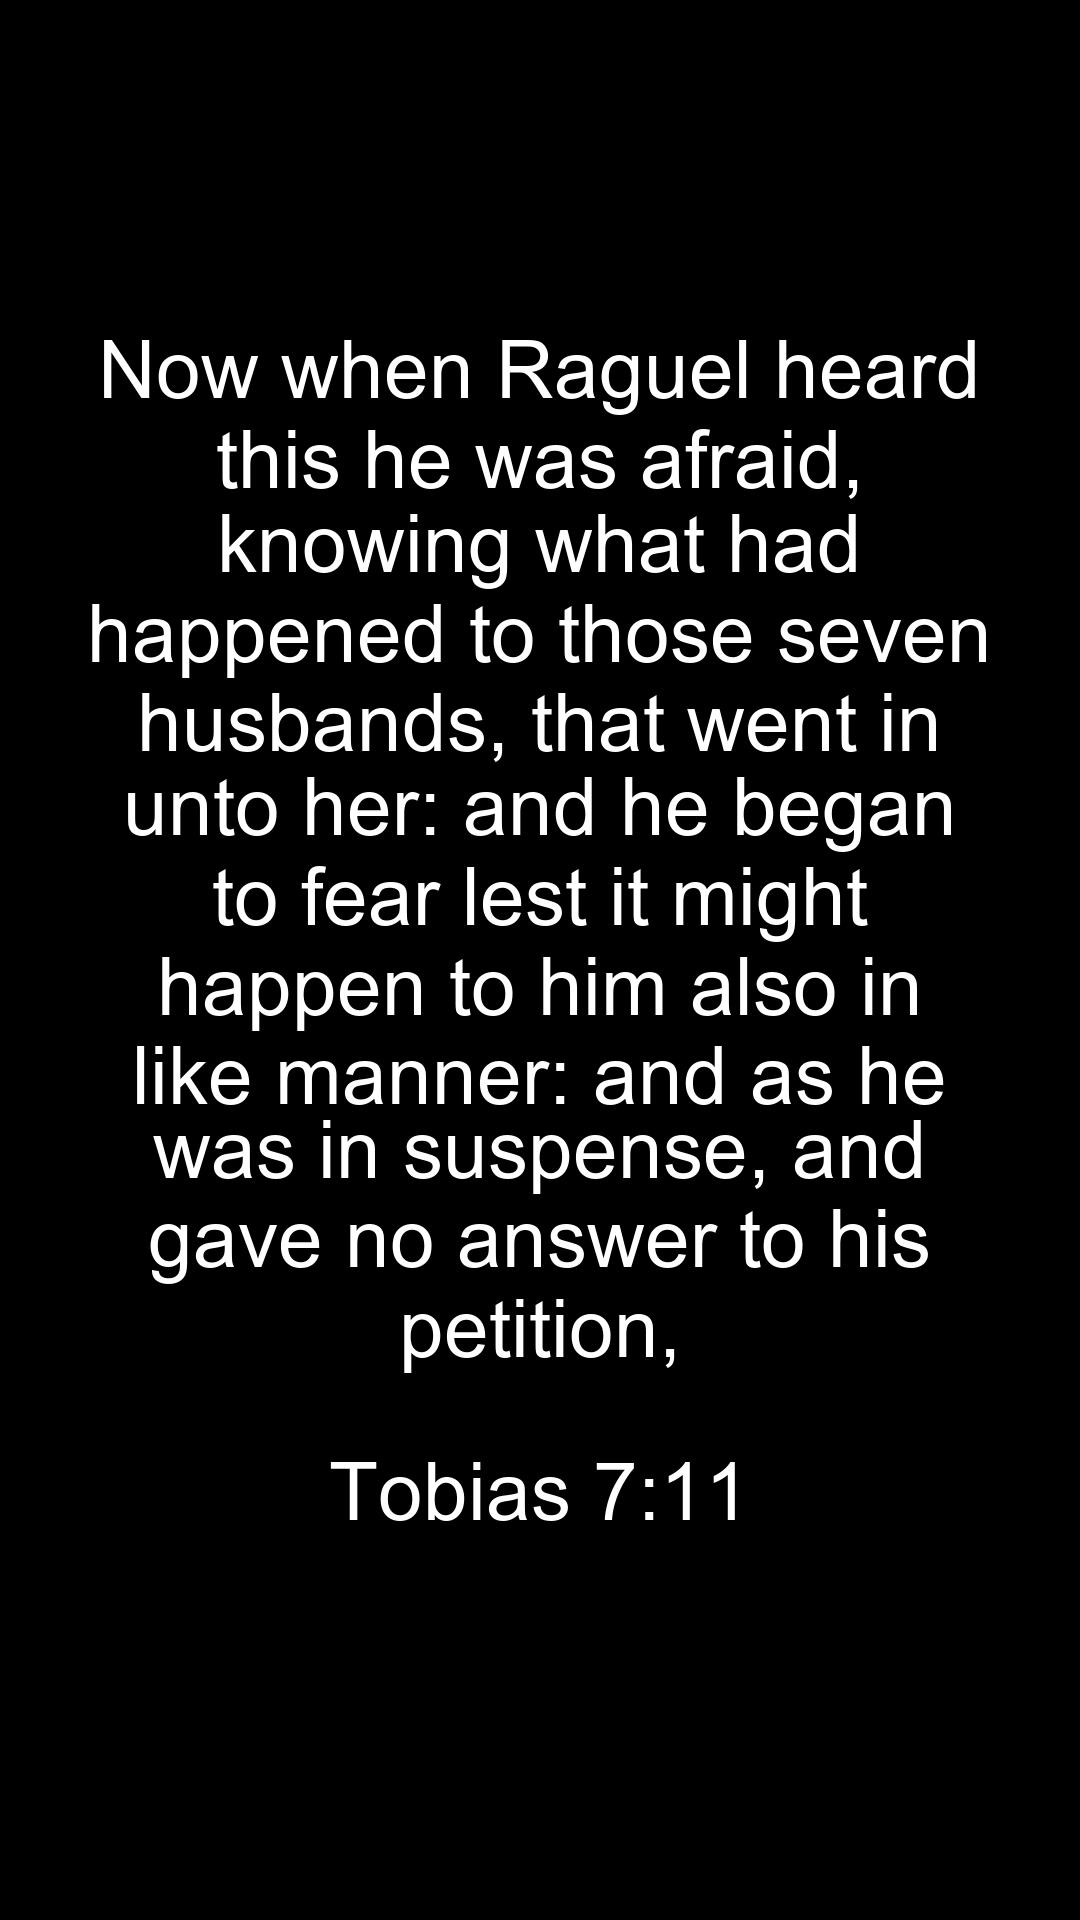 Now when Raguel heard
this he was afraid,
knowing what had
happened to those seven
husbands, that went in
unto her: and he began
to fear lest it might
happen to him also in
like manner: and as he
was in suspense, and
gave no answer to his
petition,
Tobias 7:11